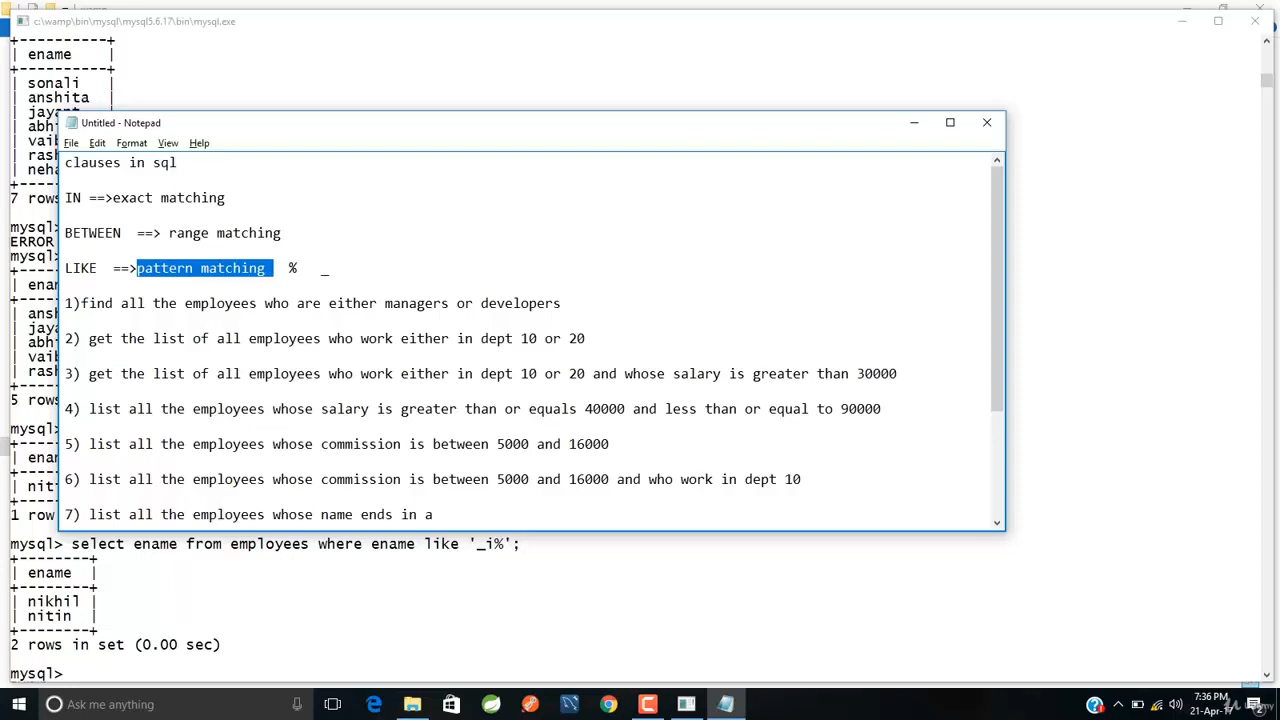 c:\wamp\bin\mysql\mysql5.6.17\bin\mysql.exe
+----------+
| ename    |
+----------+
| sonali   |
| anshita  |
Untitled - Notepad
File Edit Format View Help
clauses in sql
IN ==>exact matching
BETWEEN  ==> range matching
LIKE  ==>pattern matching   %   _
1)find all the employees who are either managers or developers
2) get the list of all employees who work either in dept 10 or 20
3) get the list of all employees who work either in dept 10 or 20 and whose salary is greater than 30000
4) list all the employees whose salary is greater than or equals 40000 and less than or equal to 90000
5) list all the employees whose commission is between 5000 and 16000
6) list all the employees whose commission is between 5000 and 16000 and who work in dept 10
7) list all the employees whose name ends in a
7 rows
mysql>
ERROR
mysql>
5 row
mysql>
1 row
mysql> select ename from employees where ename like '_i%';
+--------+
| ename  |
+--------+
| nikhil |
| nitin  |
+--------+
2 rows in set (0.00 sec)
mysql>
Ask me anything
7:36 PM
21-Apr-17